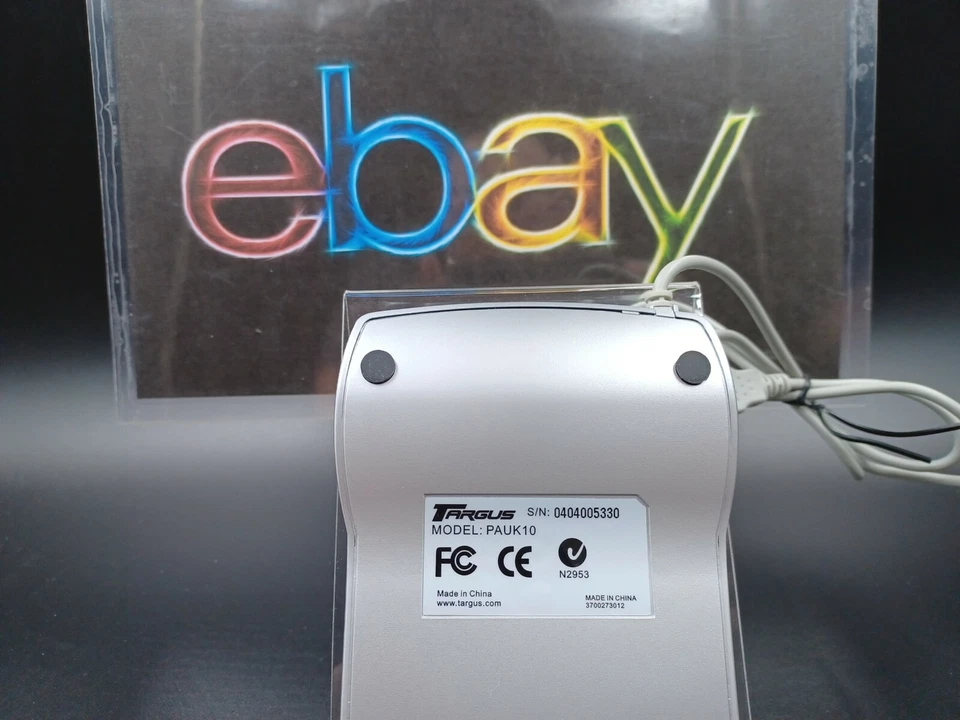 ebay
TARGUS S/N: 0404005330
MODEL: PAUK10
FC CE
N2953
Made in China
www.targus.com
MADE IN CHINA
3700273012